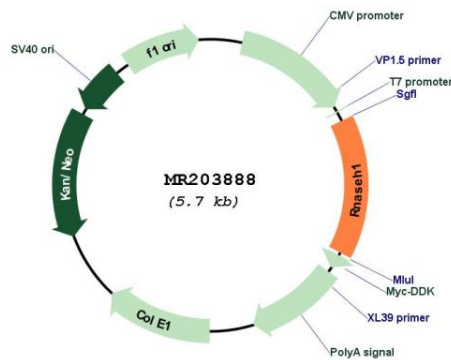 CMV promoter
VP1.5 primer
T7 promoter
SgfI
Rnaseh1
MluI
Myc-DDK
XL39 primer
PolyA signal
Col E1
Kan/Neo
SV40 ori
f1 ori
MR203888
(5.7 kb)